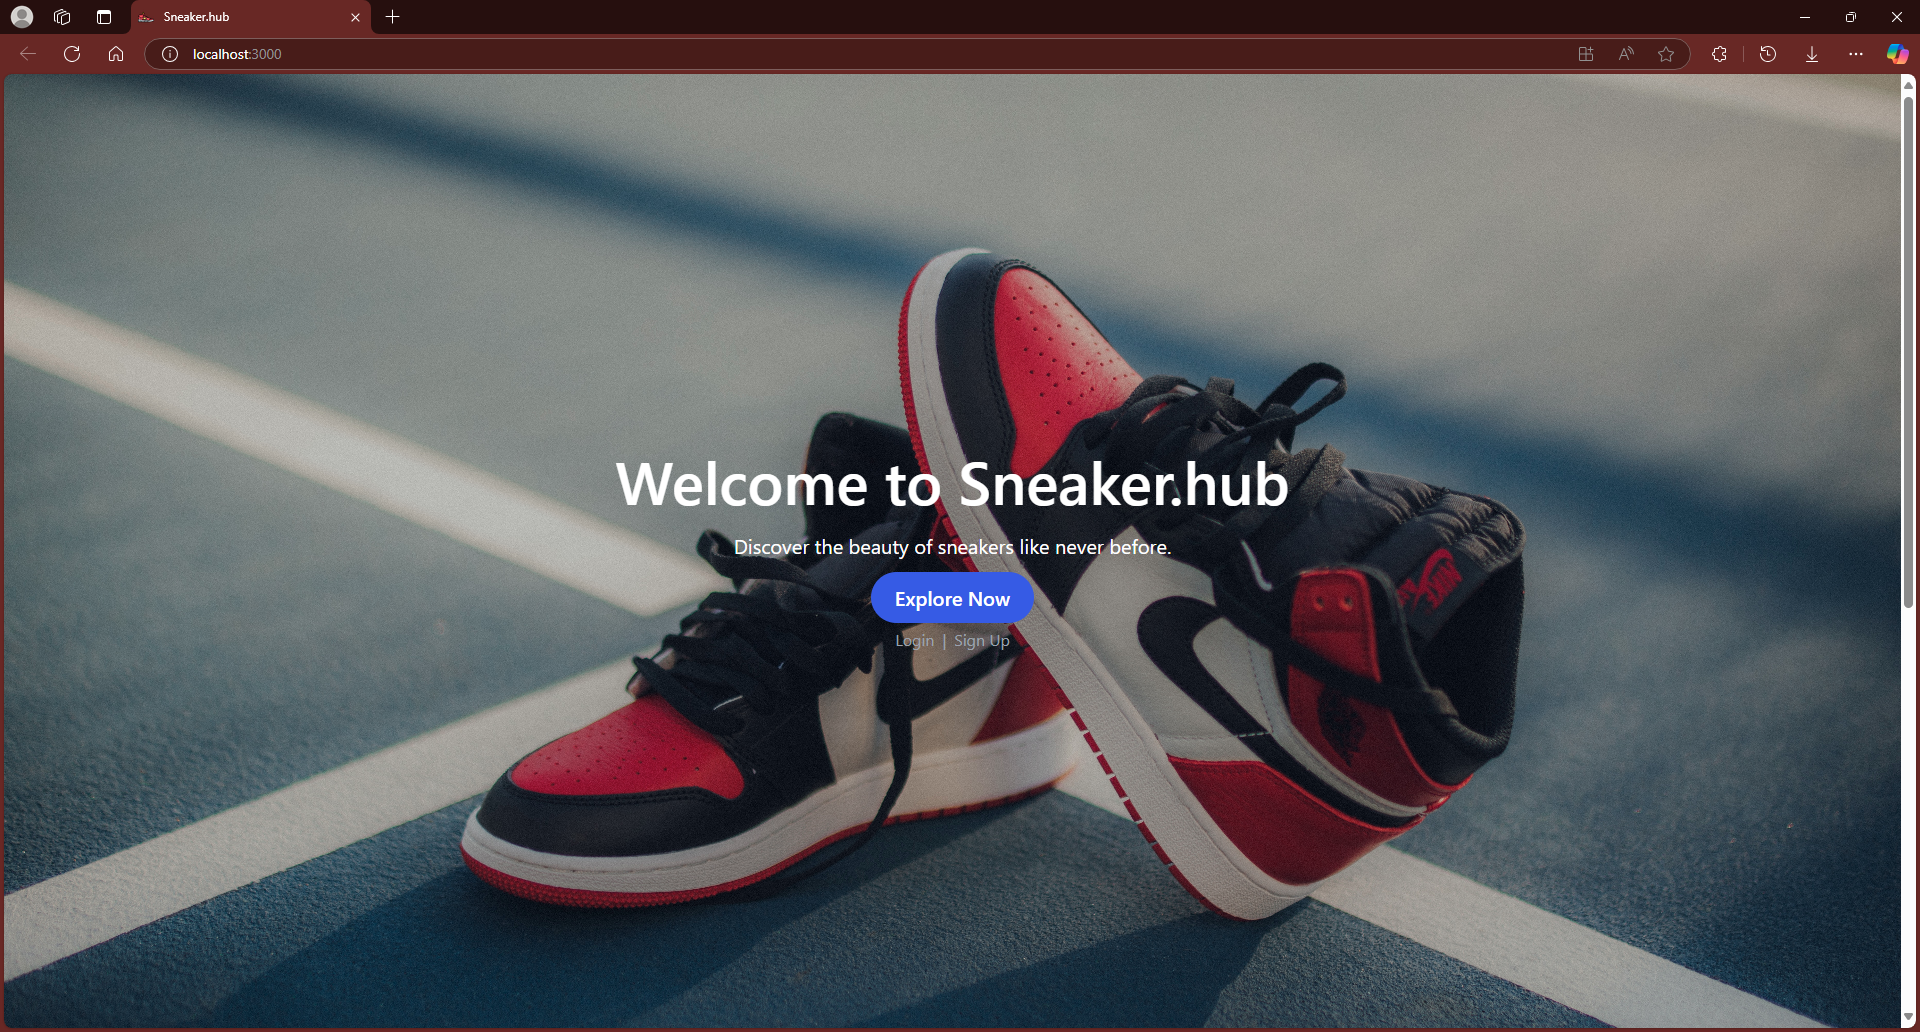 Sneaker.hub
localhost:3000
Welcome to Sneaker.hub
Discover the beauty of sneakers like never before.
Explore Now
Login | Sign Up
NIKE